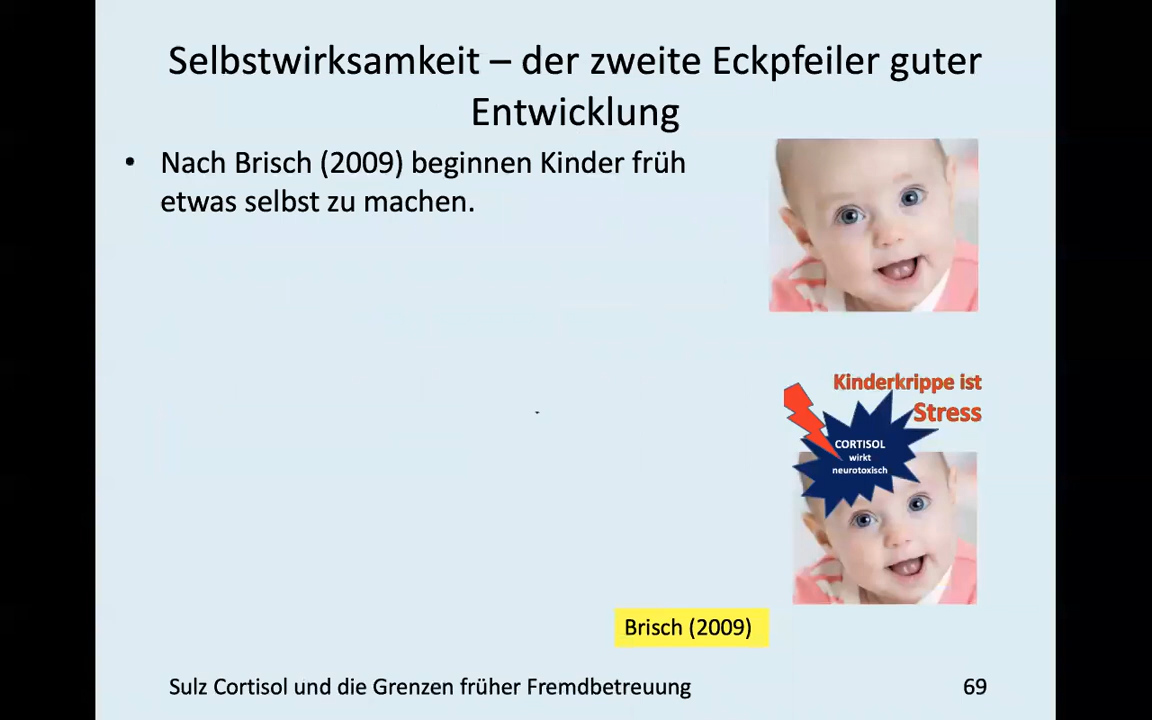 Selbstwirksamkeit – der zweite Eckpfeiler guter
Entwicklung
• Nach Brisch (2009) beginnen Kinder früh
etwas selbst zu machen.
Kinderkrippe ist
Stress
CORTISOL
wirkt
neurotoxisch
Brisch (2009)
Sulz Cortisol und die Grenzen früher Fremdbetreuung
69